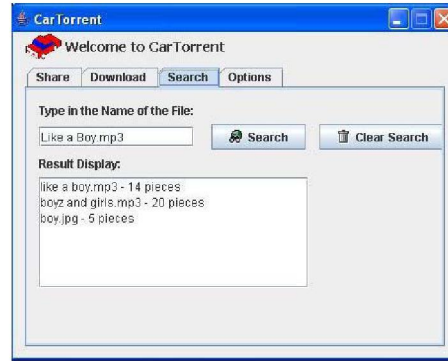 CarTorrent
Welcome to CarTorrent
Share Download Search Options
Type in the Name of the File:
Like a Boy.mp3 Search Clear Search
Result Display:
like a boy.mp3 - 14 pieces
boyz and girls.mp3 - 20 pieces
boy.jpg - 5 pieces